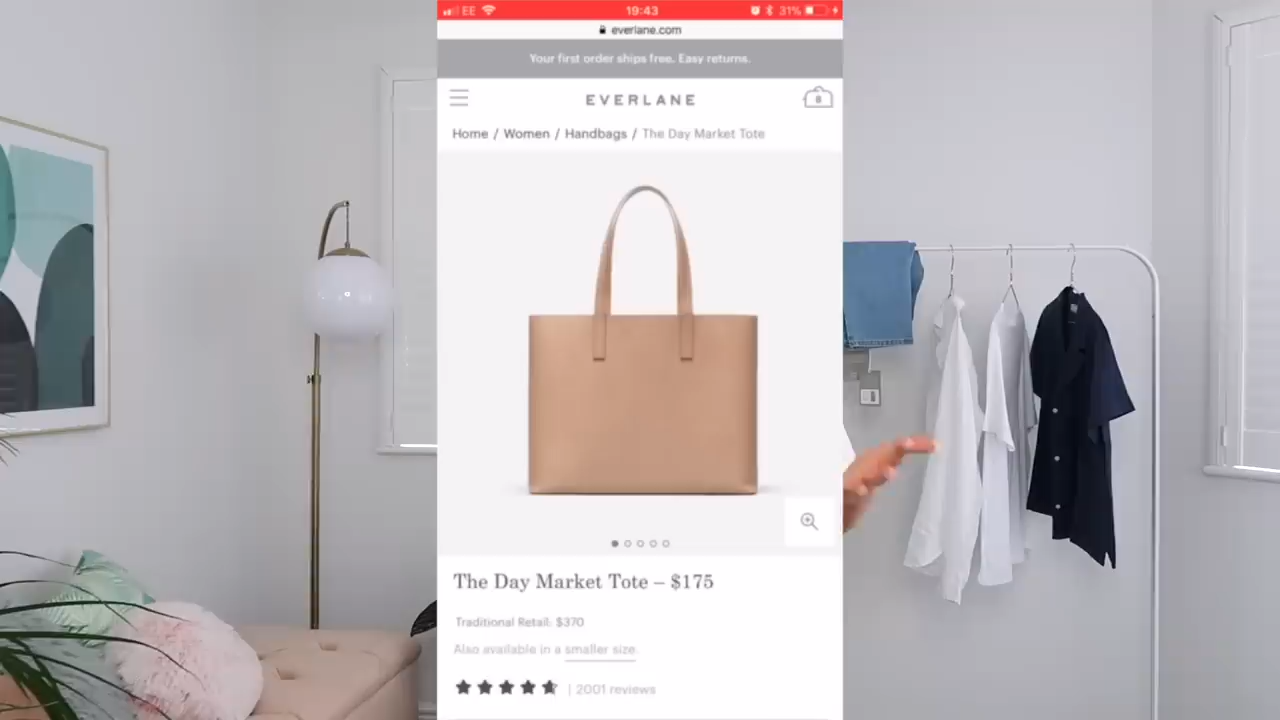 EE 19:43 31%
everlane.com
Your first order ships free. Easy returns.
EVERLANE 8
Home / Women / Handbags / The Day Market Tote
The Day Market Tote – $175
Traditional Retail: $370
Also available in a smaller size
| 2001 reviews